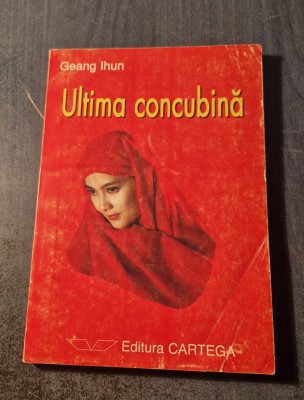 Geang Ihun
Ultima concubină
Editura CARTEGA